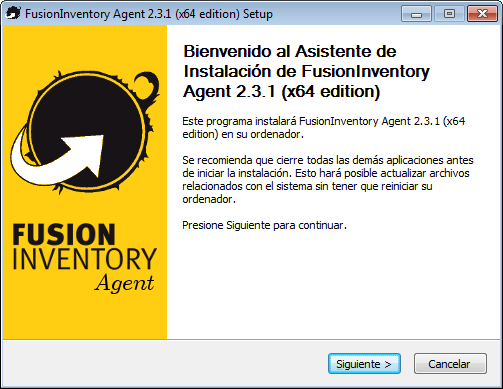 FusionInventory Agent 2.3.1 (x64 edition) Setup
Bienvenido al Asistente de
Instalación de FusionInventory
Agent 2.3.1 (x64 edition)
Este programa instalará FusionInventory Agent 2.3.1 (x64
edition) en su ordenador.
Se recomienda que cierre todas las demás aplicaciones antes
de iniciar la instalación. Esto hará posible actualizar archivos
relacionados con el sistema sin tener que reiniciar su
ordenador.
Presione Siguiente para continuar.
FUSION
INVENTORY
Agent
Siguiente >
Cancelar